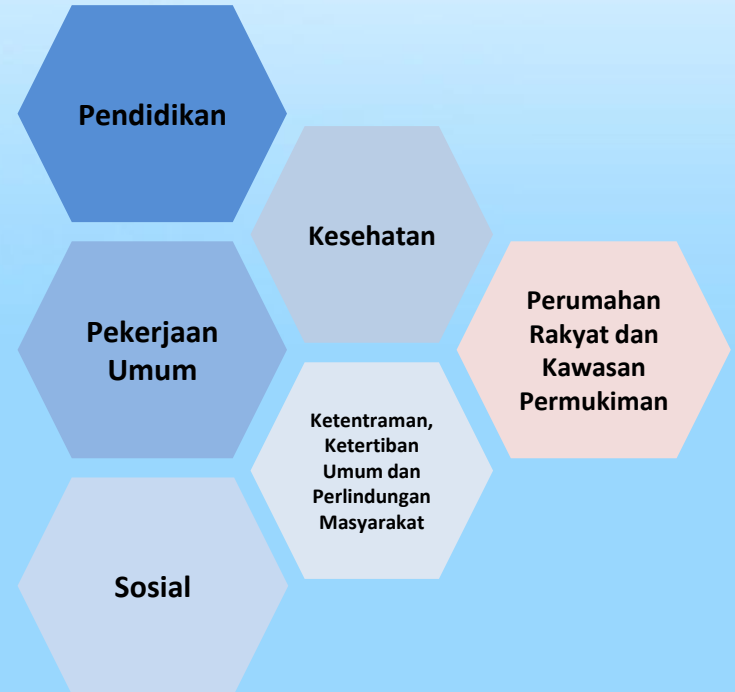 Pendidikan
Kesehatan
Pekerjaan
Umum
Perumahan
Rakyat dan
Kawasan
Permukiman
Ketentraman,
Ketertiban
Umum dan
Perlindungan
Masyarakat
Sosial